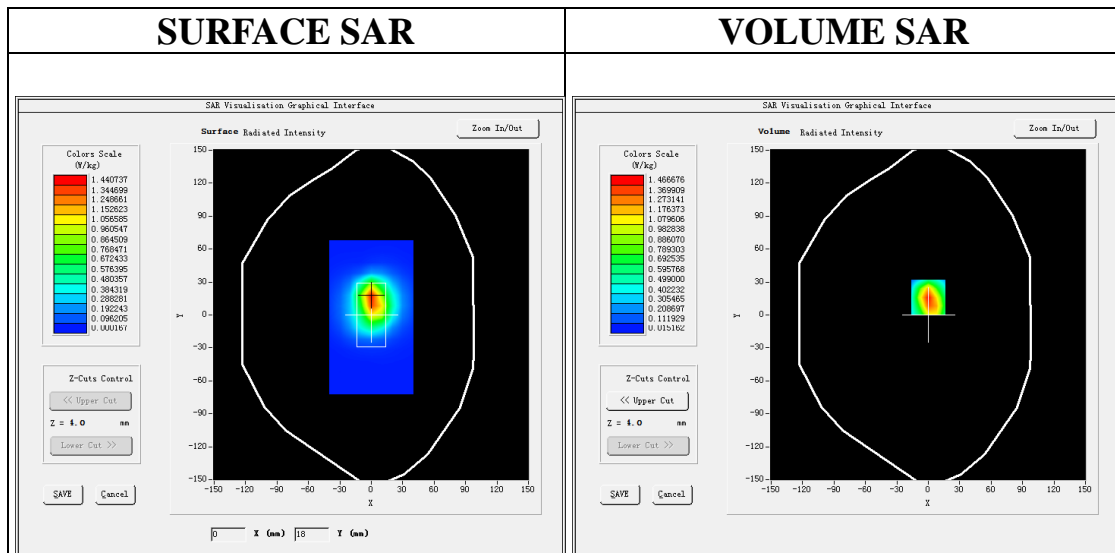 SURFACE SAR
VOLUME SAR
SAR Visualisation Graphical Interface
Surface Radiated Intensity
Zoom In/Out
Colors Scale
(W/kg)
1.440737
1.344699
1.248661
1.152623
1.056585
0.960547
0.864509
0.768471
0.672433
0.576395
0.480357
0.384319
0.288281
0.192243
0.096205
0.000167
150
120
90
60
30
0
-30
-60
-90
-120
-150
Y
-150 -120 -90 -60 -30 0 30 60 90 120 150
X
Z-Cuts Control
<< Upper Cut
Z = 4.0 mm
Lower Cut >>
SAVE Cancel
0 X (mm) 18 Y (mm)
SAR Visualisation Graphical Interface
Volume Radiated Intensity
Zoom In/Out
Colors Scale
(W/kg)
1.466676
1.369909
1.273141
1.176373
1.079606
0.982838
0.886070
0.789303
0.692535
0.595768
0.499000
0.402232
0.305465
0.208697
0.111929
0.015162
150
120
90
60
30
0
-30
-60
-90
-120
-150
Y
-150 -120 -90 -60 -30 0 30 60 90 120 150
X
Z-Cuts Control
<< Upper Cut
Z = 4.0 mm
Lower Cut >>
SAVE Cancel